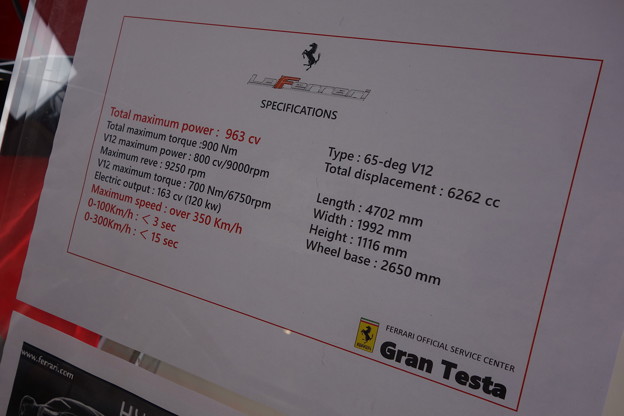 LaFerrari
SPECIFICATIONS
Total maximum power : 963 cv
Total maximum torque :900 Nm
V12 maximum power : 800 cv/9000rpm
Maximum reve : 9250 rpm
V12 maximum torque : 700 Nm/6750rpm
Electric output : 163 cv (120 kw)
Maximum speed : over 350 Km/h
0-100Km/h : < 3 sec
0-300Km/h : < 15 sec
Type : 65-deg V12
Total displacement : 6262 cc
Length : 4702 mm
Width : 1992 mm
Height : 1116 mm
Wheel base : 2650 mm
FERRARI OFFICIAL SERVICE CENTER
Gran Testa
www.ferrari.com